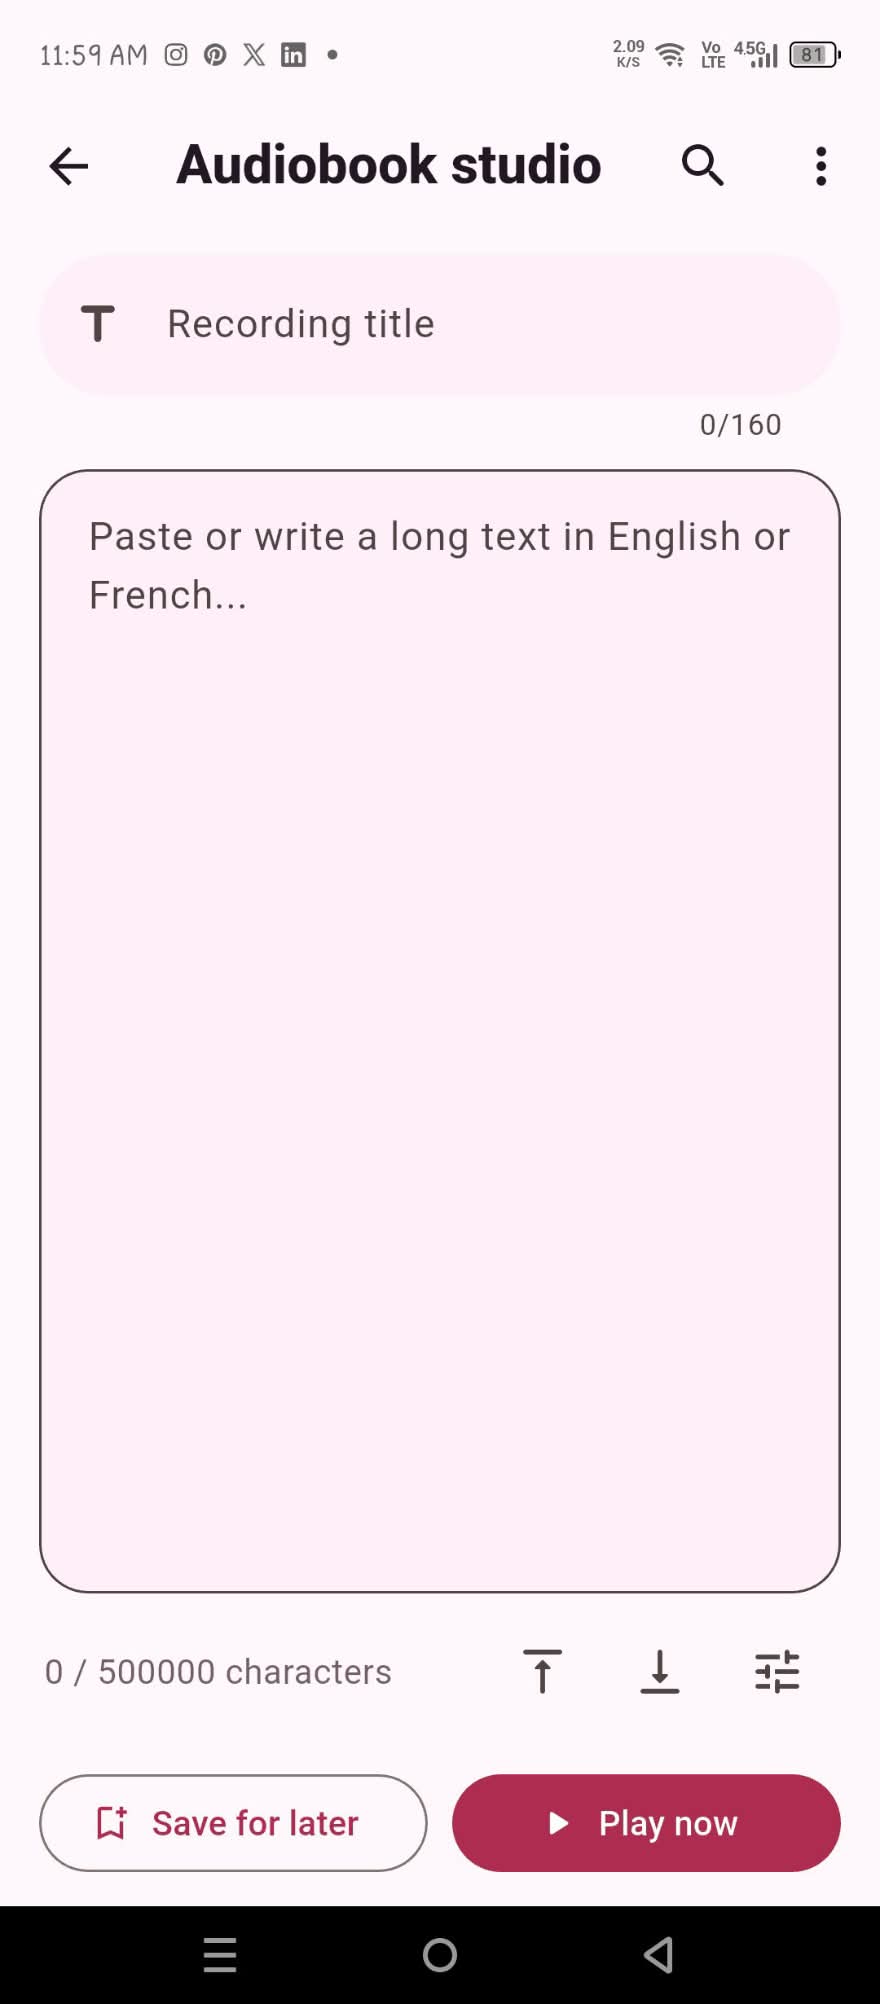 11:59 AM
2.09
K/S
Vo
LTE
4.5G
81
Audiobook studio
T Recording title
0/160
Paste or write a long text in English or
French...
0 / 500000 characters
Save for later
Play now